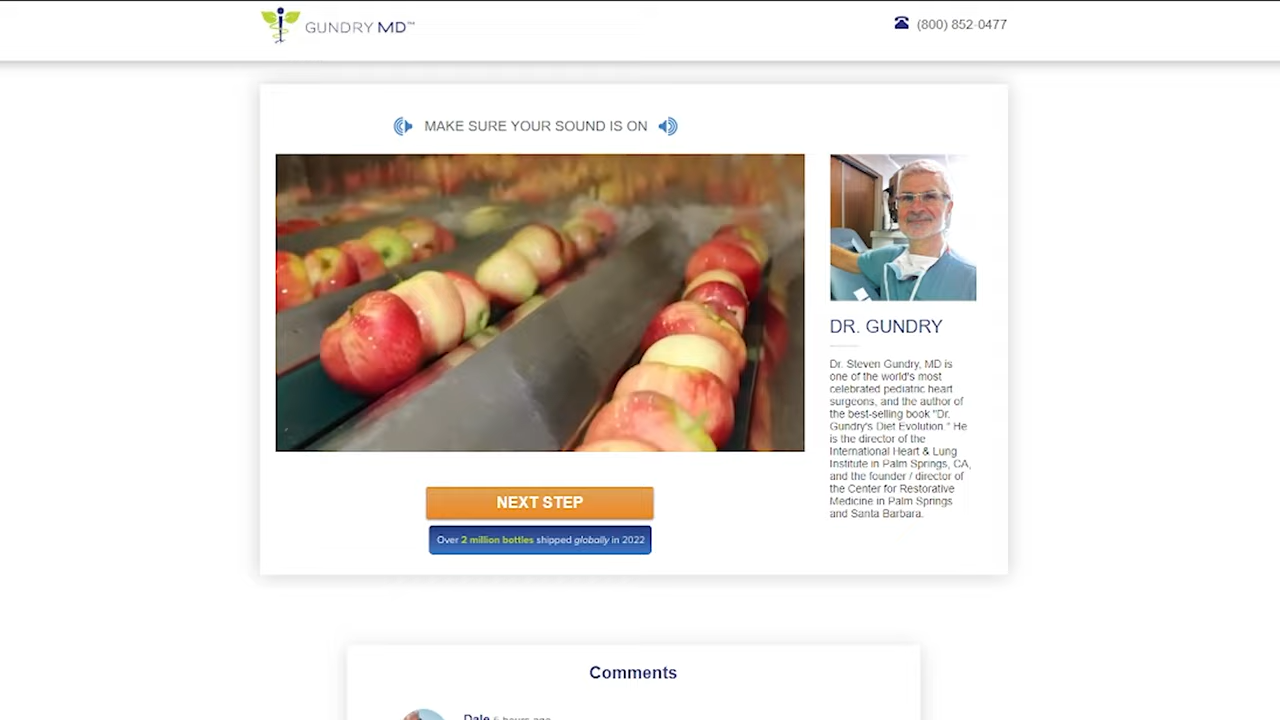 GUNDRY MD™
(800) 852-0477
MAKE SURE YOUR SOUND IS ON
DR. GUNDRY
Dr. Steven Gundry, MD is
one of the world's most
celebrated pediatric heart
surgeons, and the author of
the best-selling book "Dr.
Gundry's Diet Evolution." He
is the director of the
International Heart & Lung
Institute in Palm Springs, CA,
and the founder / director of
the Center for Restorative
Medicine in Palm Springs
and Santa Barbara.
NEXT STEP
Over 2 million bottles shipped globally in 2022
Comments
Dale 5 hours ago